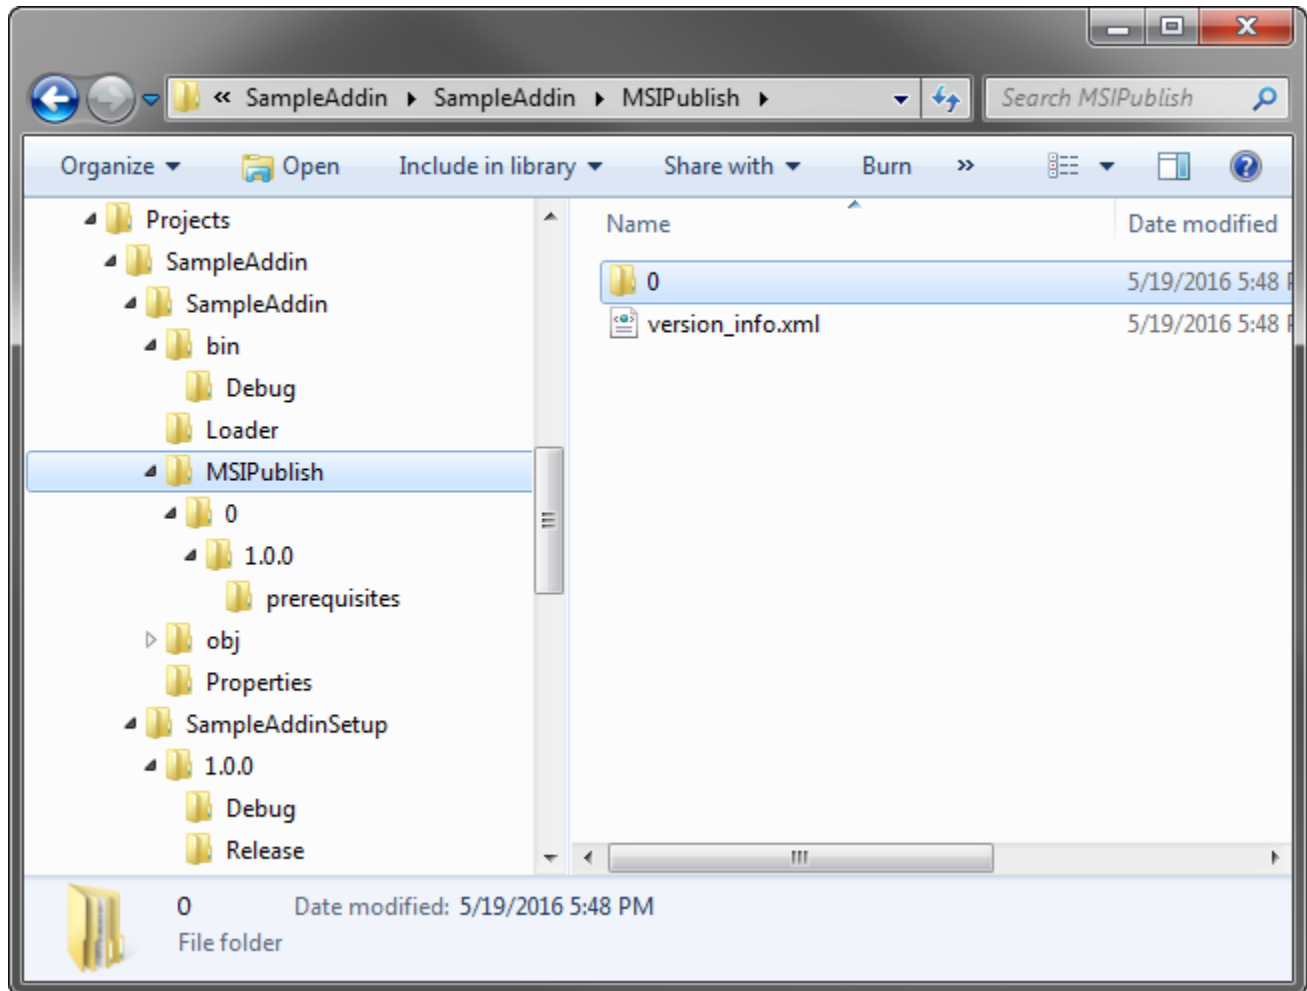 « SampleAddin ▸ SampleAddin ▸ MSIPublish ▸ Search MSIPublish
Organize Open Include in library Share with Burn »
Projects
SampleAddin
SampleAddin
bin
Debug
Loader
MSIPublish
0
1.0.0
prerequisites
obj
Properties
SampleAddinSetup
1.0.0
Debug
Release
Name Date modified
0 5/19/2016 5:48
version_info.xml 5/19/2016 5:48
0 Date modified: 5/19/2016 5:48 PM
File folder